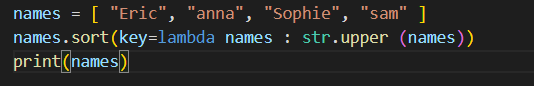 names = [ "Eric", "anna", "Sophie", "sam" ]
names.sort(key=lambda names : str.upper (names))
print(names)